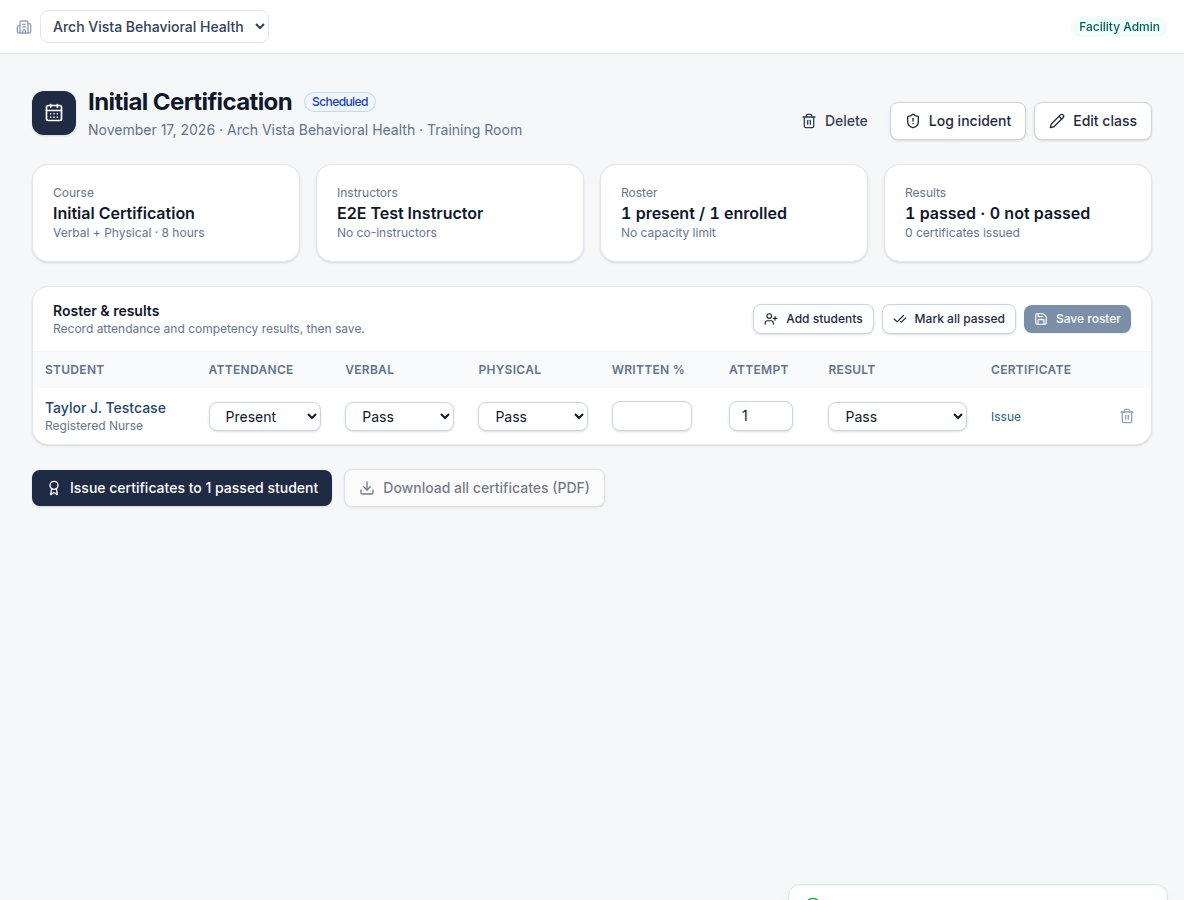 Arch Vista Behavioral Health
Facility Admin
Initial Certification
Scheduled
November 17, 2026 · Arch Vista Behavioral Health · Training Room
Delete
Log incident
Edit class
Course
Initial Certification
Verbal + Physical · 8 hours
Instructors
E2E Test Instructor
No co-instructors
Roster
1 present / 1 enrolled
No capacity limit
Results
1 passed · 0 not passed
0 certificates issued
Roster & results
Record attendance and competency results, then save.
Add students
Mark all passed
Save roster
STUDENT ATTENDANCE VERBAL PHYSICAL WRITTEN % ATTEMPT RESULT CERTIFICATE
Taylor J. Testcase
Registered Nurse
Present Pass Pass 1 Pass Issue
Issue certificates to 1 passed student
Download all certificates (PDF)